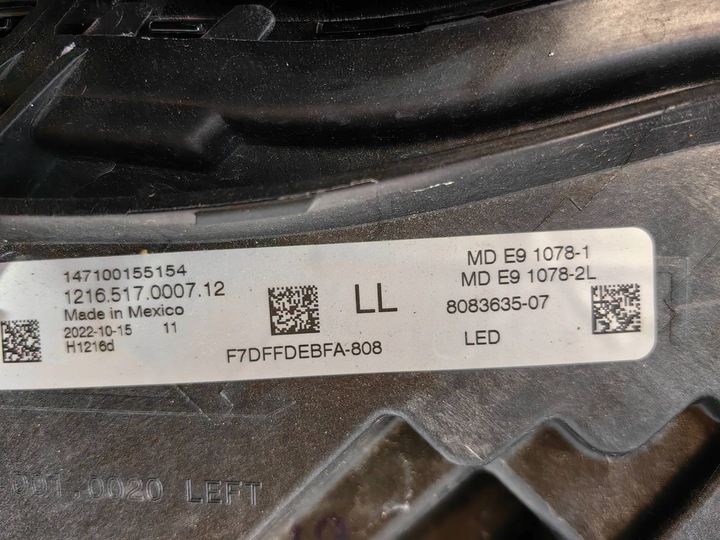 147100155154
1216.517.0007.12
Made in Mexico
2022-10-15 11
H1216d
F7DFFDEBFA-808
LL
MD E9 1078-1
MD E9 1078-2L
8083635-07
LED
001.0020 LEFT